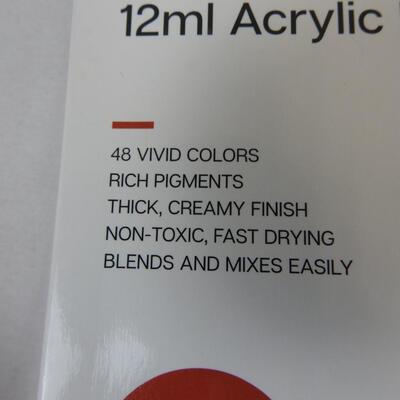 12ml Acrylic
48 VIVID COLORS
RICH PIGMENTS
THICK, CREAMY FINISH
NON-TOXIC, FAST DRYING
BLENDS AND MIXES EASILY